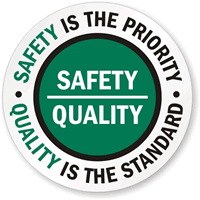 SAFETY IS THE PRIORITY
SAFETY
QUALITY
• QUALITY IS THE STANDARD •